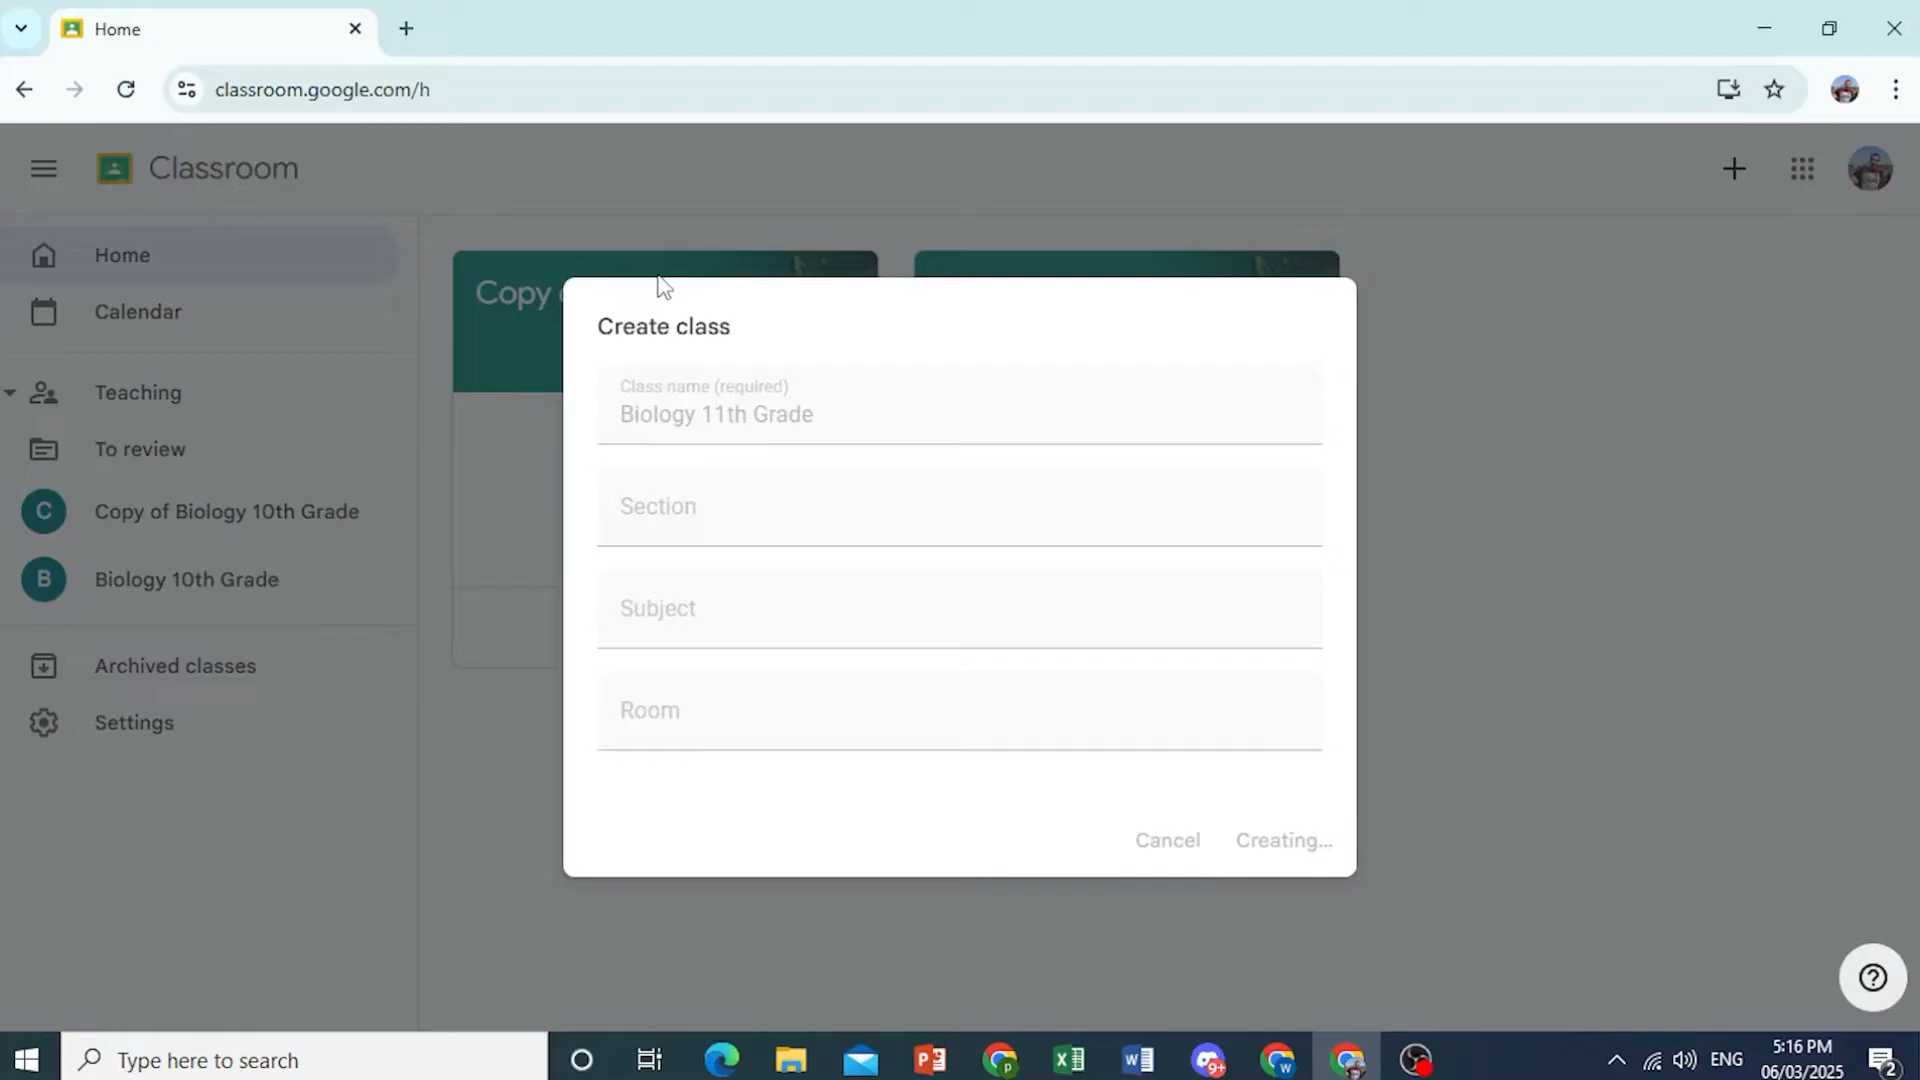 Home
classroom.google.com/h
Classroom
Home
Calendar
Teaching
To review
C
Copy of Biology 10th Grade
B
Biology 10th Grade
Archived classes
Settings
Copy
Create class
Class name (required)
Biology 11th Grade
Section
Subject
Room
Cancel
Creating...
Type here to search
P
9+
W
ENG
5:16 PM
06/03/2025
2